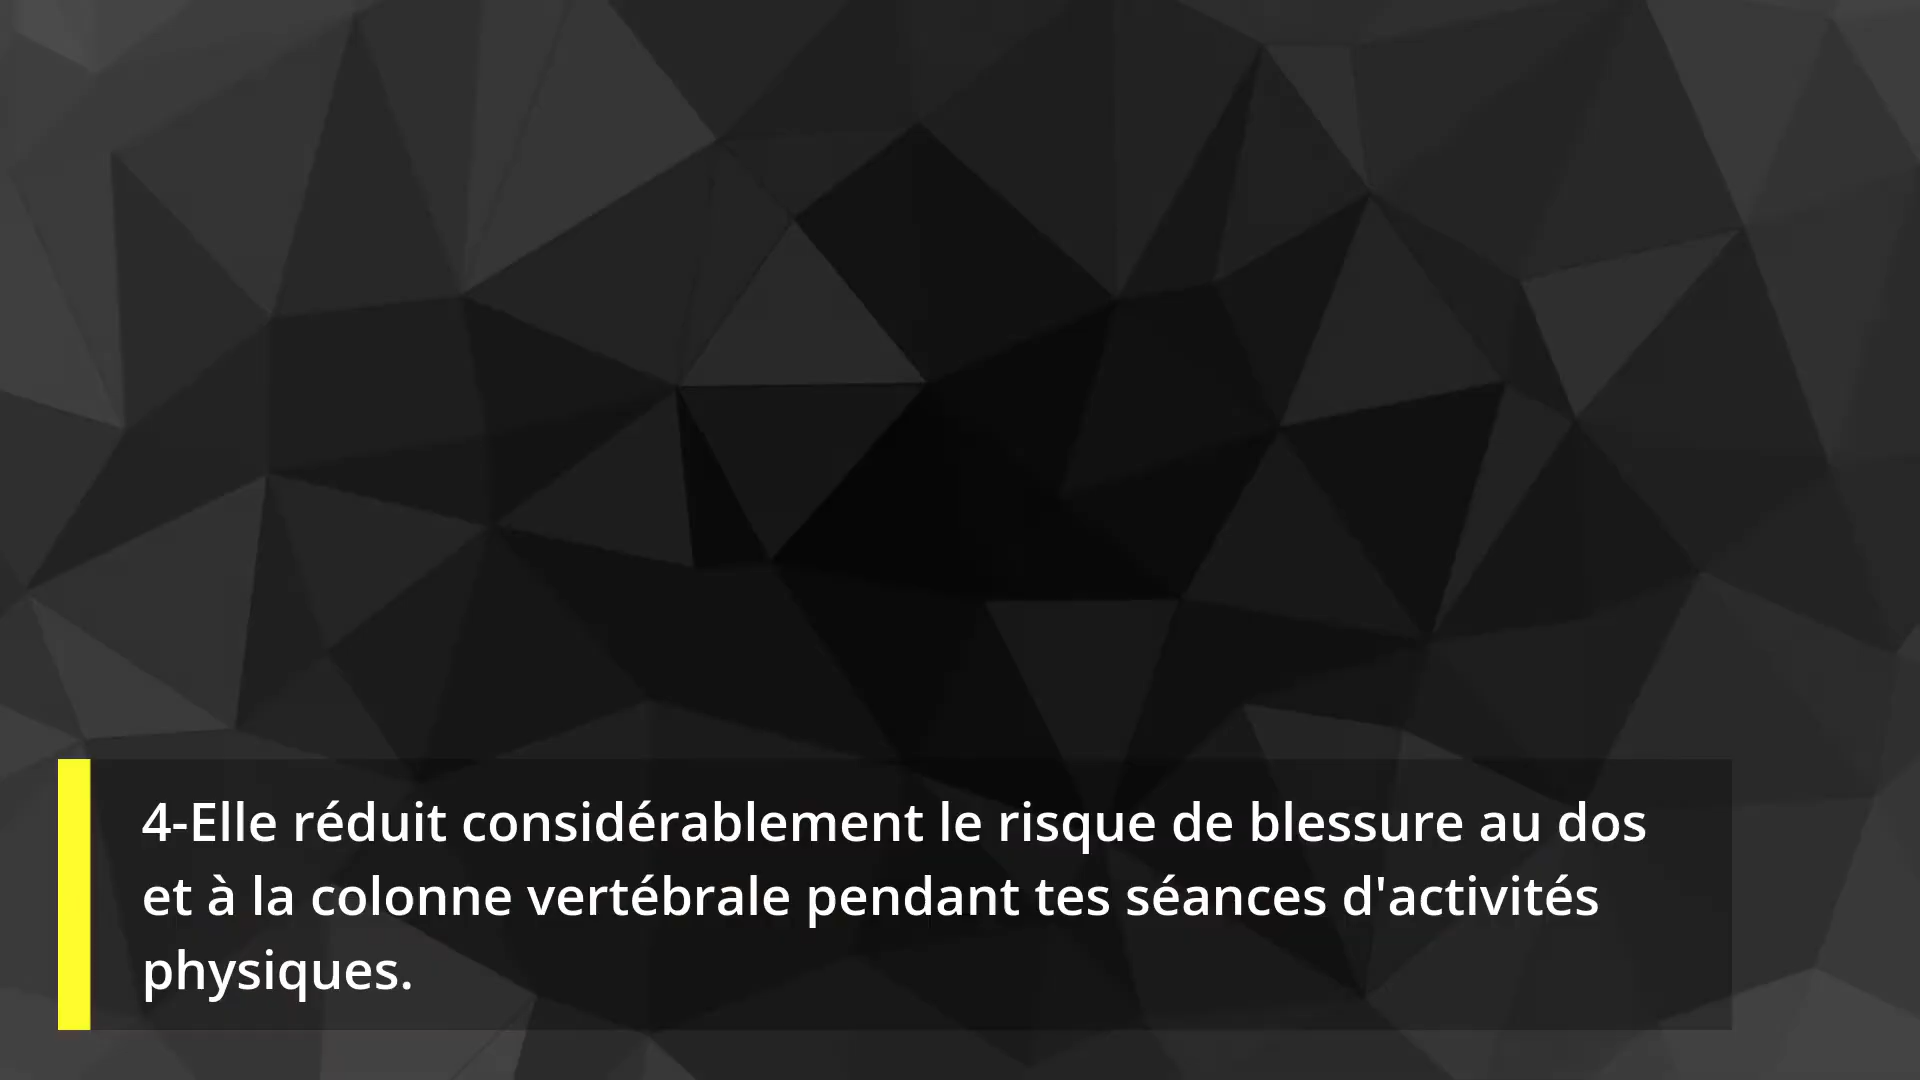 4-Elle réduit considérablement le risque de blessure au dos
et à la colonne vertébrale pendant tes séances d'activités
physiques.